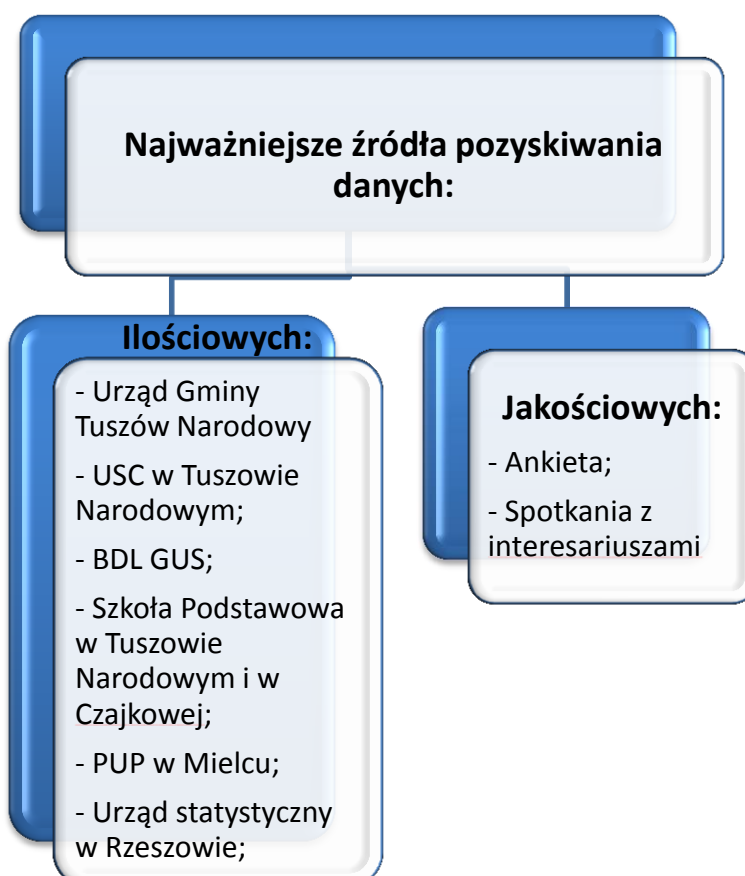 Najważniejsze źródła pozyskiwania
danych:
Ilościowych:
- Urząd Gminy
Tuszów Narodowy
- USC w Tuszowie
Narodowym;
- BDL GUS;
- Szkoła Podstawowa
w Tuszowie
Narodowym i w
Czajkowej;
- PUP w Mielcu;
- Urząd statystyczny
w Rzeszowie;
Jakościowych:
- Ankieta;
- Spotkania z
interesariuszami